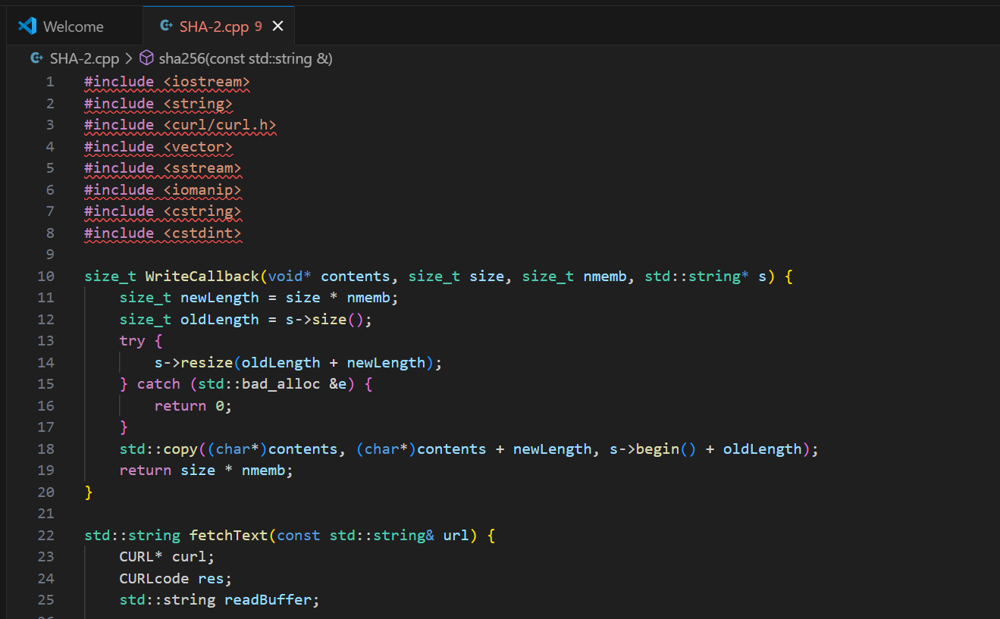 Welcome
SHA-2.cpp 9
SHA-2.cpp > sha256(const std::string &)
1 #include <iostream>
2 #include <string>
3 #include <curl/curl.h>
4 #include <vector>
5 #include <sstream>
6 #include <iomanip>
7 #include <cstring>
8 #include <cstdint>
9
10 size_t WriteCallback(void* contents, size_t size, size_t nmemb, std::string* s) {
11     size_t newLength = size * nmemb;
12     size_t oldLength = s->size();
13     try {
14         s->resize(oldLength + newLength);
15     } catch (std::bad_alloc &e) {
16         return 0;
17     }
18     std::copy((char*)contents, (char*)contents + newLength, s->begin() + oldLength);
19     return size * nmemb;
20 }
21
22 std::string fetchText(const std::string& url) {
23     CURL* curl;
24     CURLcode res;
25     std::string readBuffer;